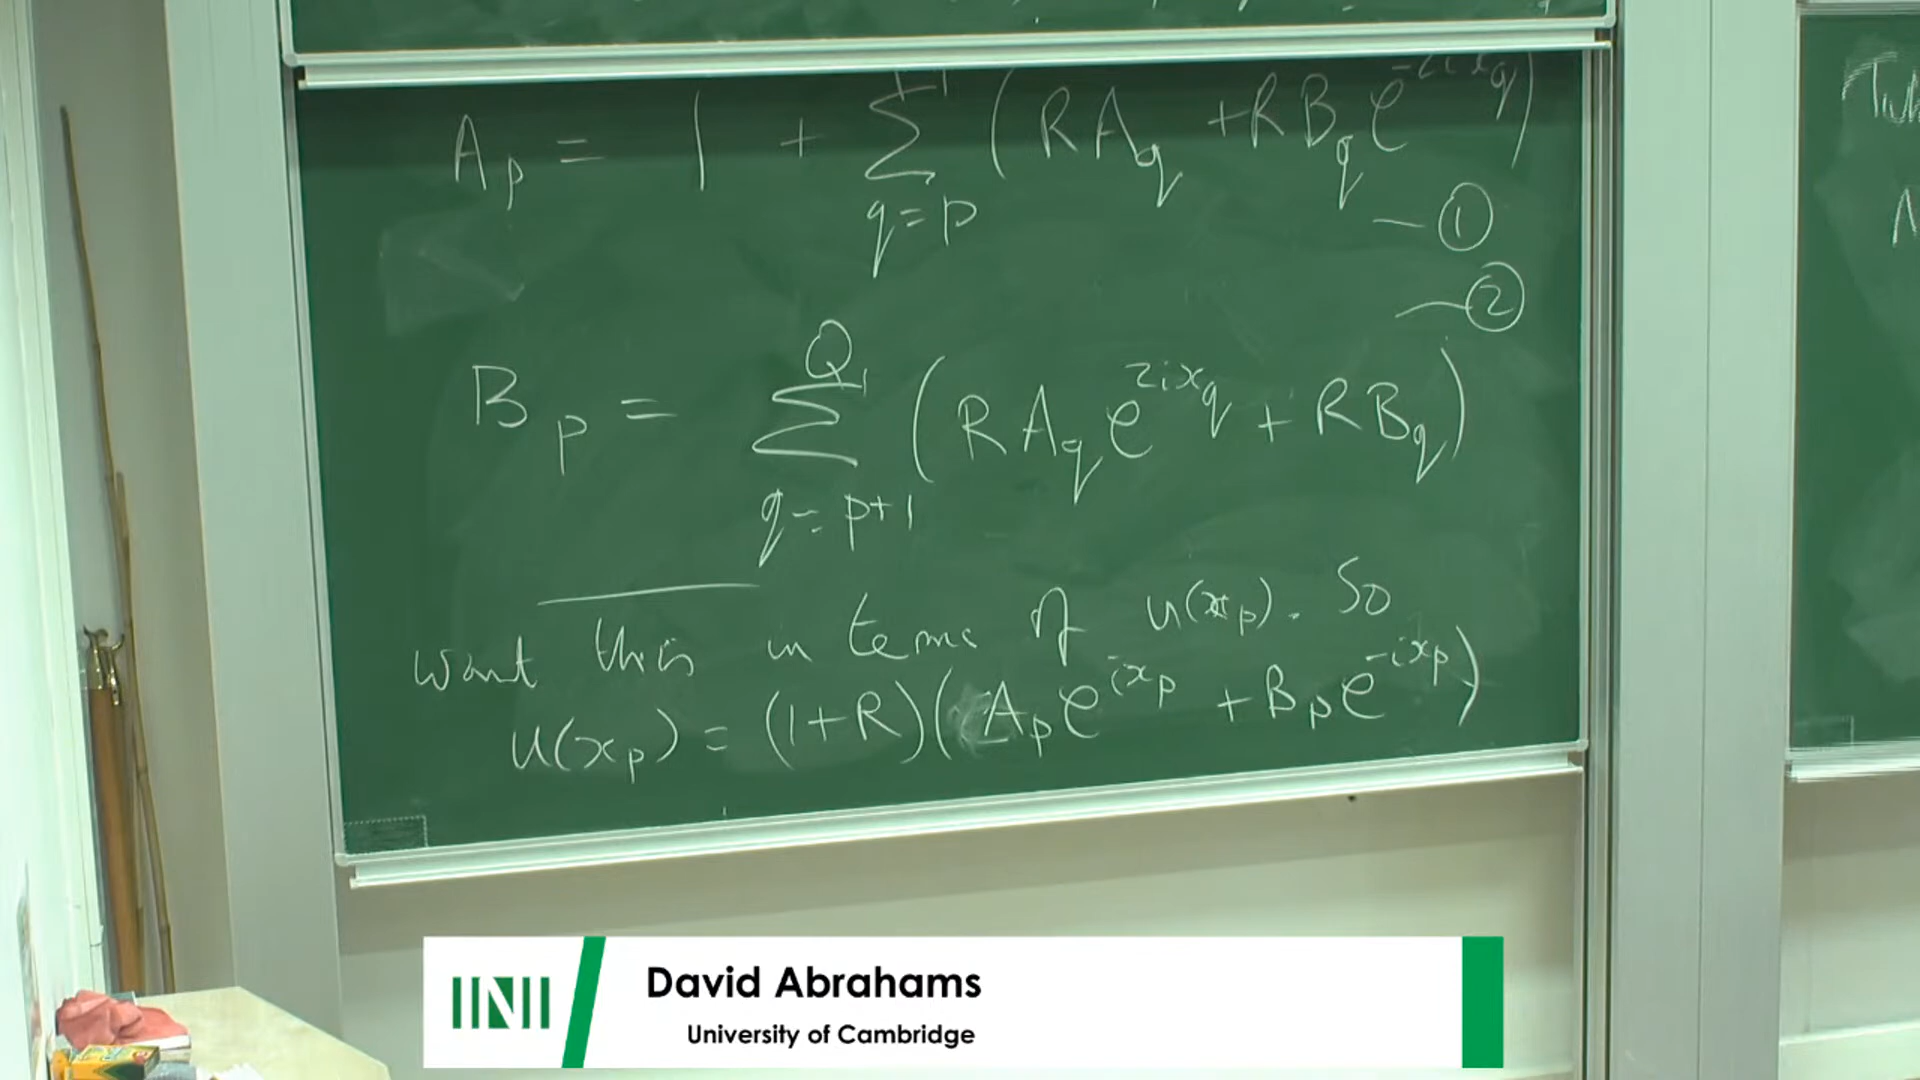 A_p = 1 + Σ_{q=p} (RA_q + RB_q e^{-2ix_q}) — ①
— ②
B_p = Σ_{q=p+1}^{Q_1} (RA_q e^{2ix_q} + RB_q)
want this in terms of u(x_p). So
u(x_p) = (1+R)(A_p e^{ix_p} + B_p e^{-ix_p})
INI
David Abrahams
University of Cambridge